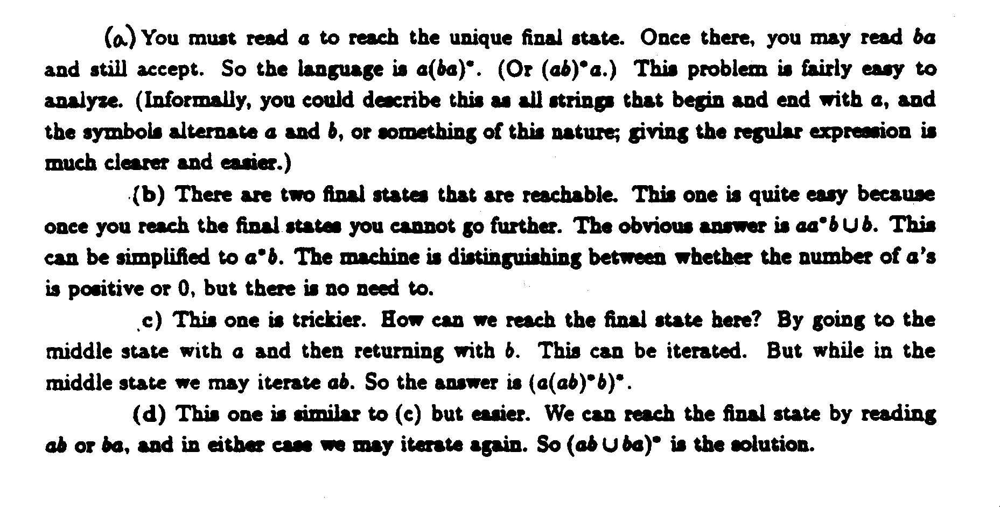 (a) You must read a to reach the unique final state. Once there, you may read ba
and still accept. So the language is a(ba)*. (Or (ab)*a.) This problem is fairly easy to
analyze. (Informally, you could describe this as all strings that begin and end with a, and
the symbols alternate a and b, or something of this nature; giving the regular expression is
much clearer and easier.)
(b) There are two final states that are reachable. This one is quite easy because
once you reach the final states you cannot go further. The obvious answer is aa*b ∪ b. This
can be simplified to a*b. The machine is distinguishing between whether the number of a's
is positive or 0, but there is no need to.
c) This one is trickier. How can we reach the final state here? By going to the
middle state with a and then returning with b. This can be iterated. But while in the
middle state we may iterate ab. So the answer is (a(ab)*b)*.
(d) This one is similar to (c) but easier. We can reach the final state by reading
ab or ba, and in either case we may iterate again. So (ab ∪ ba)* is the solution.